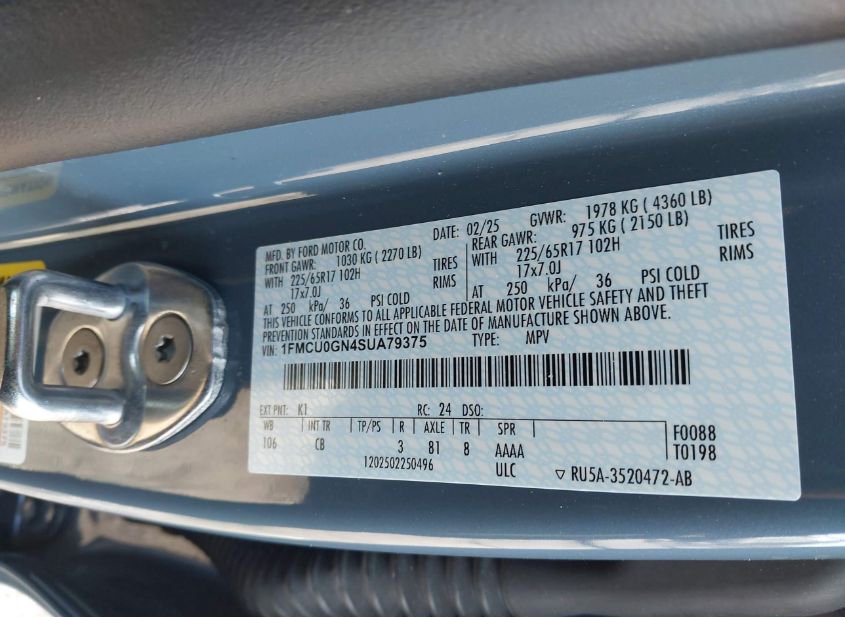 MFD. BY FORD MOTOR CO.
DATE: 02/25 GVWR: 1978 KG ( 4360 LB)
FRONT GAWR: 1030 KG ( 2270 LB)
REAR GAWR: 975 KG ( 2150 LB)
WITH 225/65R17 102H TIRES
17x7.0J RIMS
WITH 225/65R17 102H TIRES
17x7.0J RIMS
AT 250 kPa/ 36 PSI COLD
AT 250 kPa/ 36 PSI COLD
THIS VEHICLE CONFORMS TO ALL APPLICABLE FEDERAL MOTOR VEHICLE SAFETY AND THEFT
PREVENTION STANDARDS IN EFFECT ON THE DATE OF MANUFACTURE SHOWN ABOVE.
VIN: 1FMCU0GN4SUA79375 TYPE: MPV
EXT PNT: K1 RC: 24 DSO:
WB INT TR TP/PS R AXLE TR SPR
106 CB 3 81 8 AAAA
ULC
F0088
T0198
1202502250496
RU5A-3520472-AB